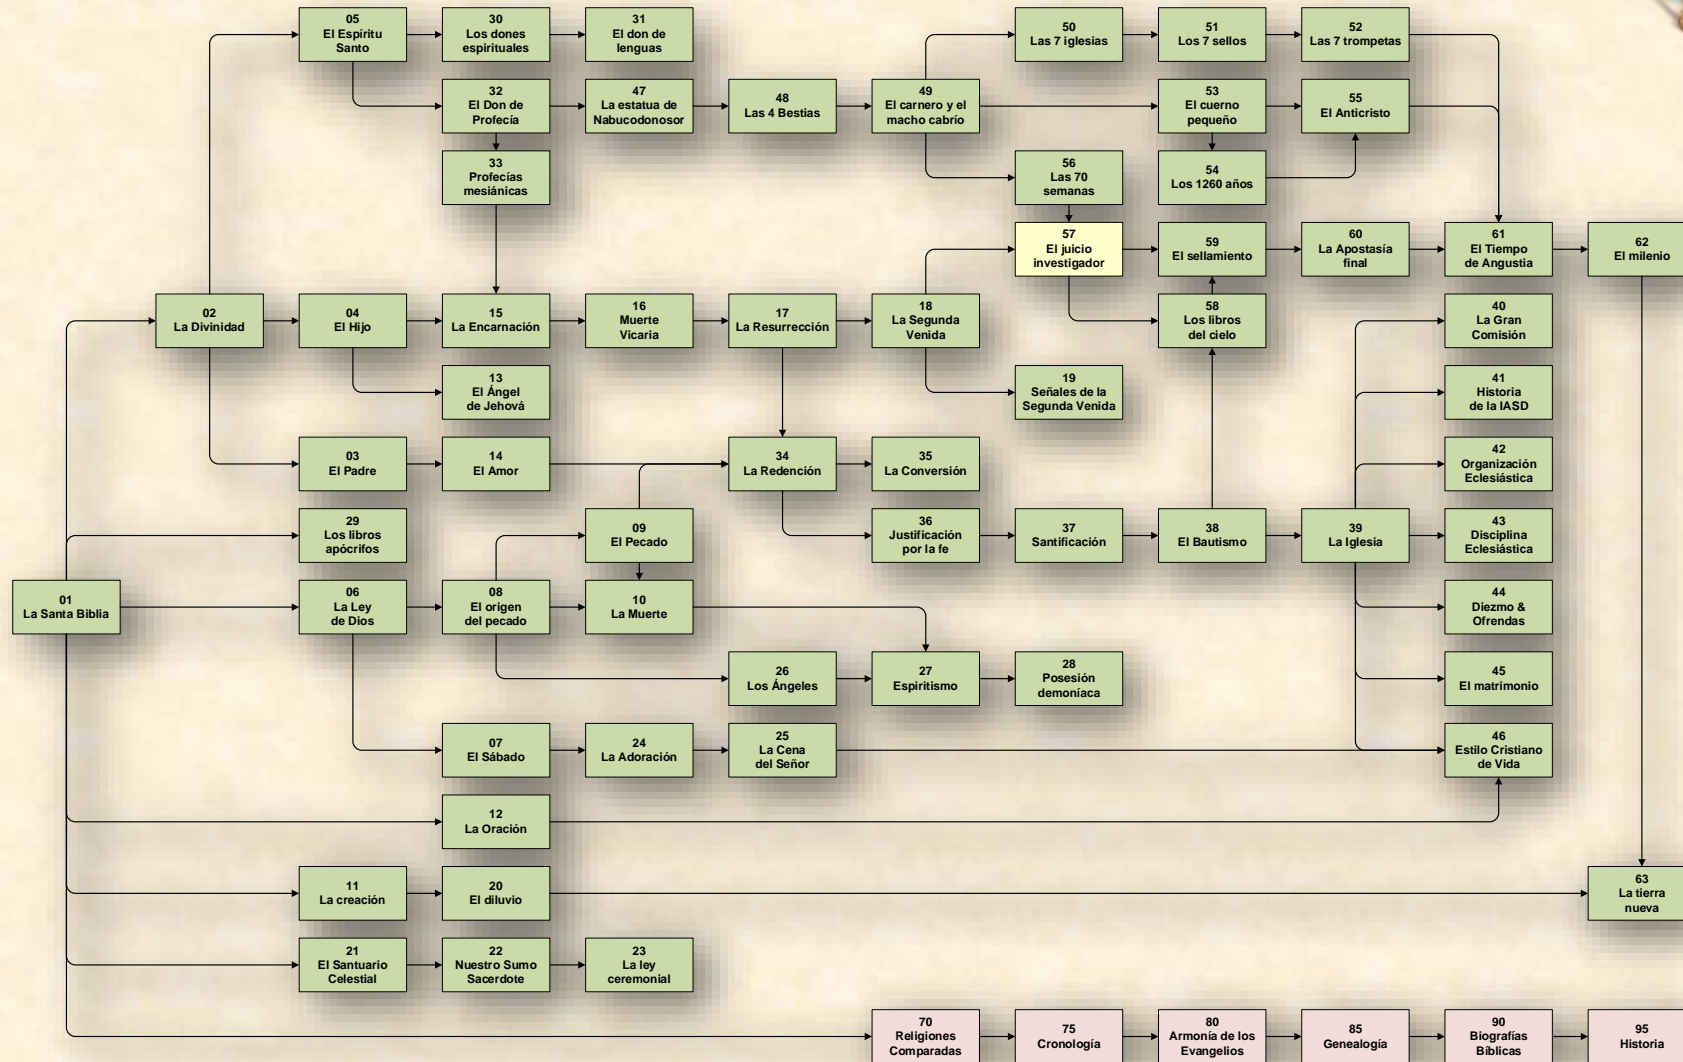 05
El Espíritu
Santo
30
Los dones
espirituales
31
El don de
lenguas
50
Las 7 iglesias
51
Los 7 sellos
52
Las 7 trompetas
32
El Don de
Profecía
47
La estatua de
Nabucodonosor
48
Las 4 Bestias
49
El carnero y el
macho cabrío
53
El cuerno
pequeño
55
El Anticristo
33
Profecías
mesiánicas
56
Las 70
semanas
54
Los 1260 años
57
El juicio
investigador
59
El sellamiento
60
La Apostasía
final
61
El Tiempo
de Angustia
62
El milenio
02
La Divinidad
04
El Hijo
15
La Encarnación
16
Muerte
Vicaria
17
La Resurrección
18
La Segunda
Venida
58
Los libros
del cielo
40
La Gran
Comisión
13
El Ángel
de Jehová
19
Señales de la
Segunda Venida
41
Historia
de la IASD
03
El Padre
14
El Amor
34
La Redención
35
La Conversión
42
Organización
Eclesiástica
29
Los libros
apócrifos
09
El Pecado
36
Justificación
por la fe
37
Santificación
38
El Bautismo
39
La Iglesia
43
Disciplina
Eclesiástica
01
La Santa Biblia
06
La Ley
de Dios
08
El origen
del pecado
10
La Muerte
44
Diezmo &
Ofrendas
26
Los Ángeles
27
Espiritismo
28
Posesión
demoníaca
45
El matrimonio
07
El Sábado
24
La Adoración
25
La Cena
del Señor
46
Estilo Cristiano
de Vida
12
La Oración
11
La creación
20
El diluvio
63
La tierra
nueva
21
El Santuario
Celestial
22
Nuestro Sumo
Sacerdote
23
La ley
ceremonial
70
Religiones
Comparadas
75
Cronología
80
Armonía de los
Evangelios
85
Genealogía
90
Biografías
Bíblicas
95
Historia